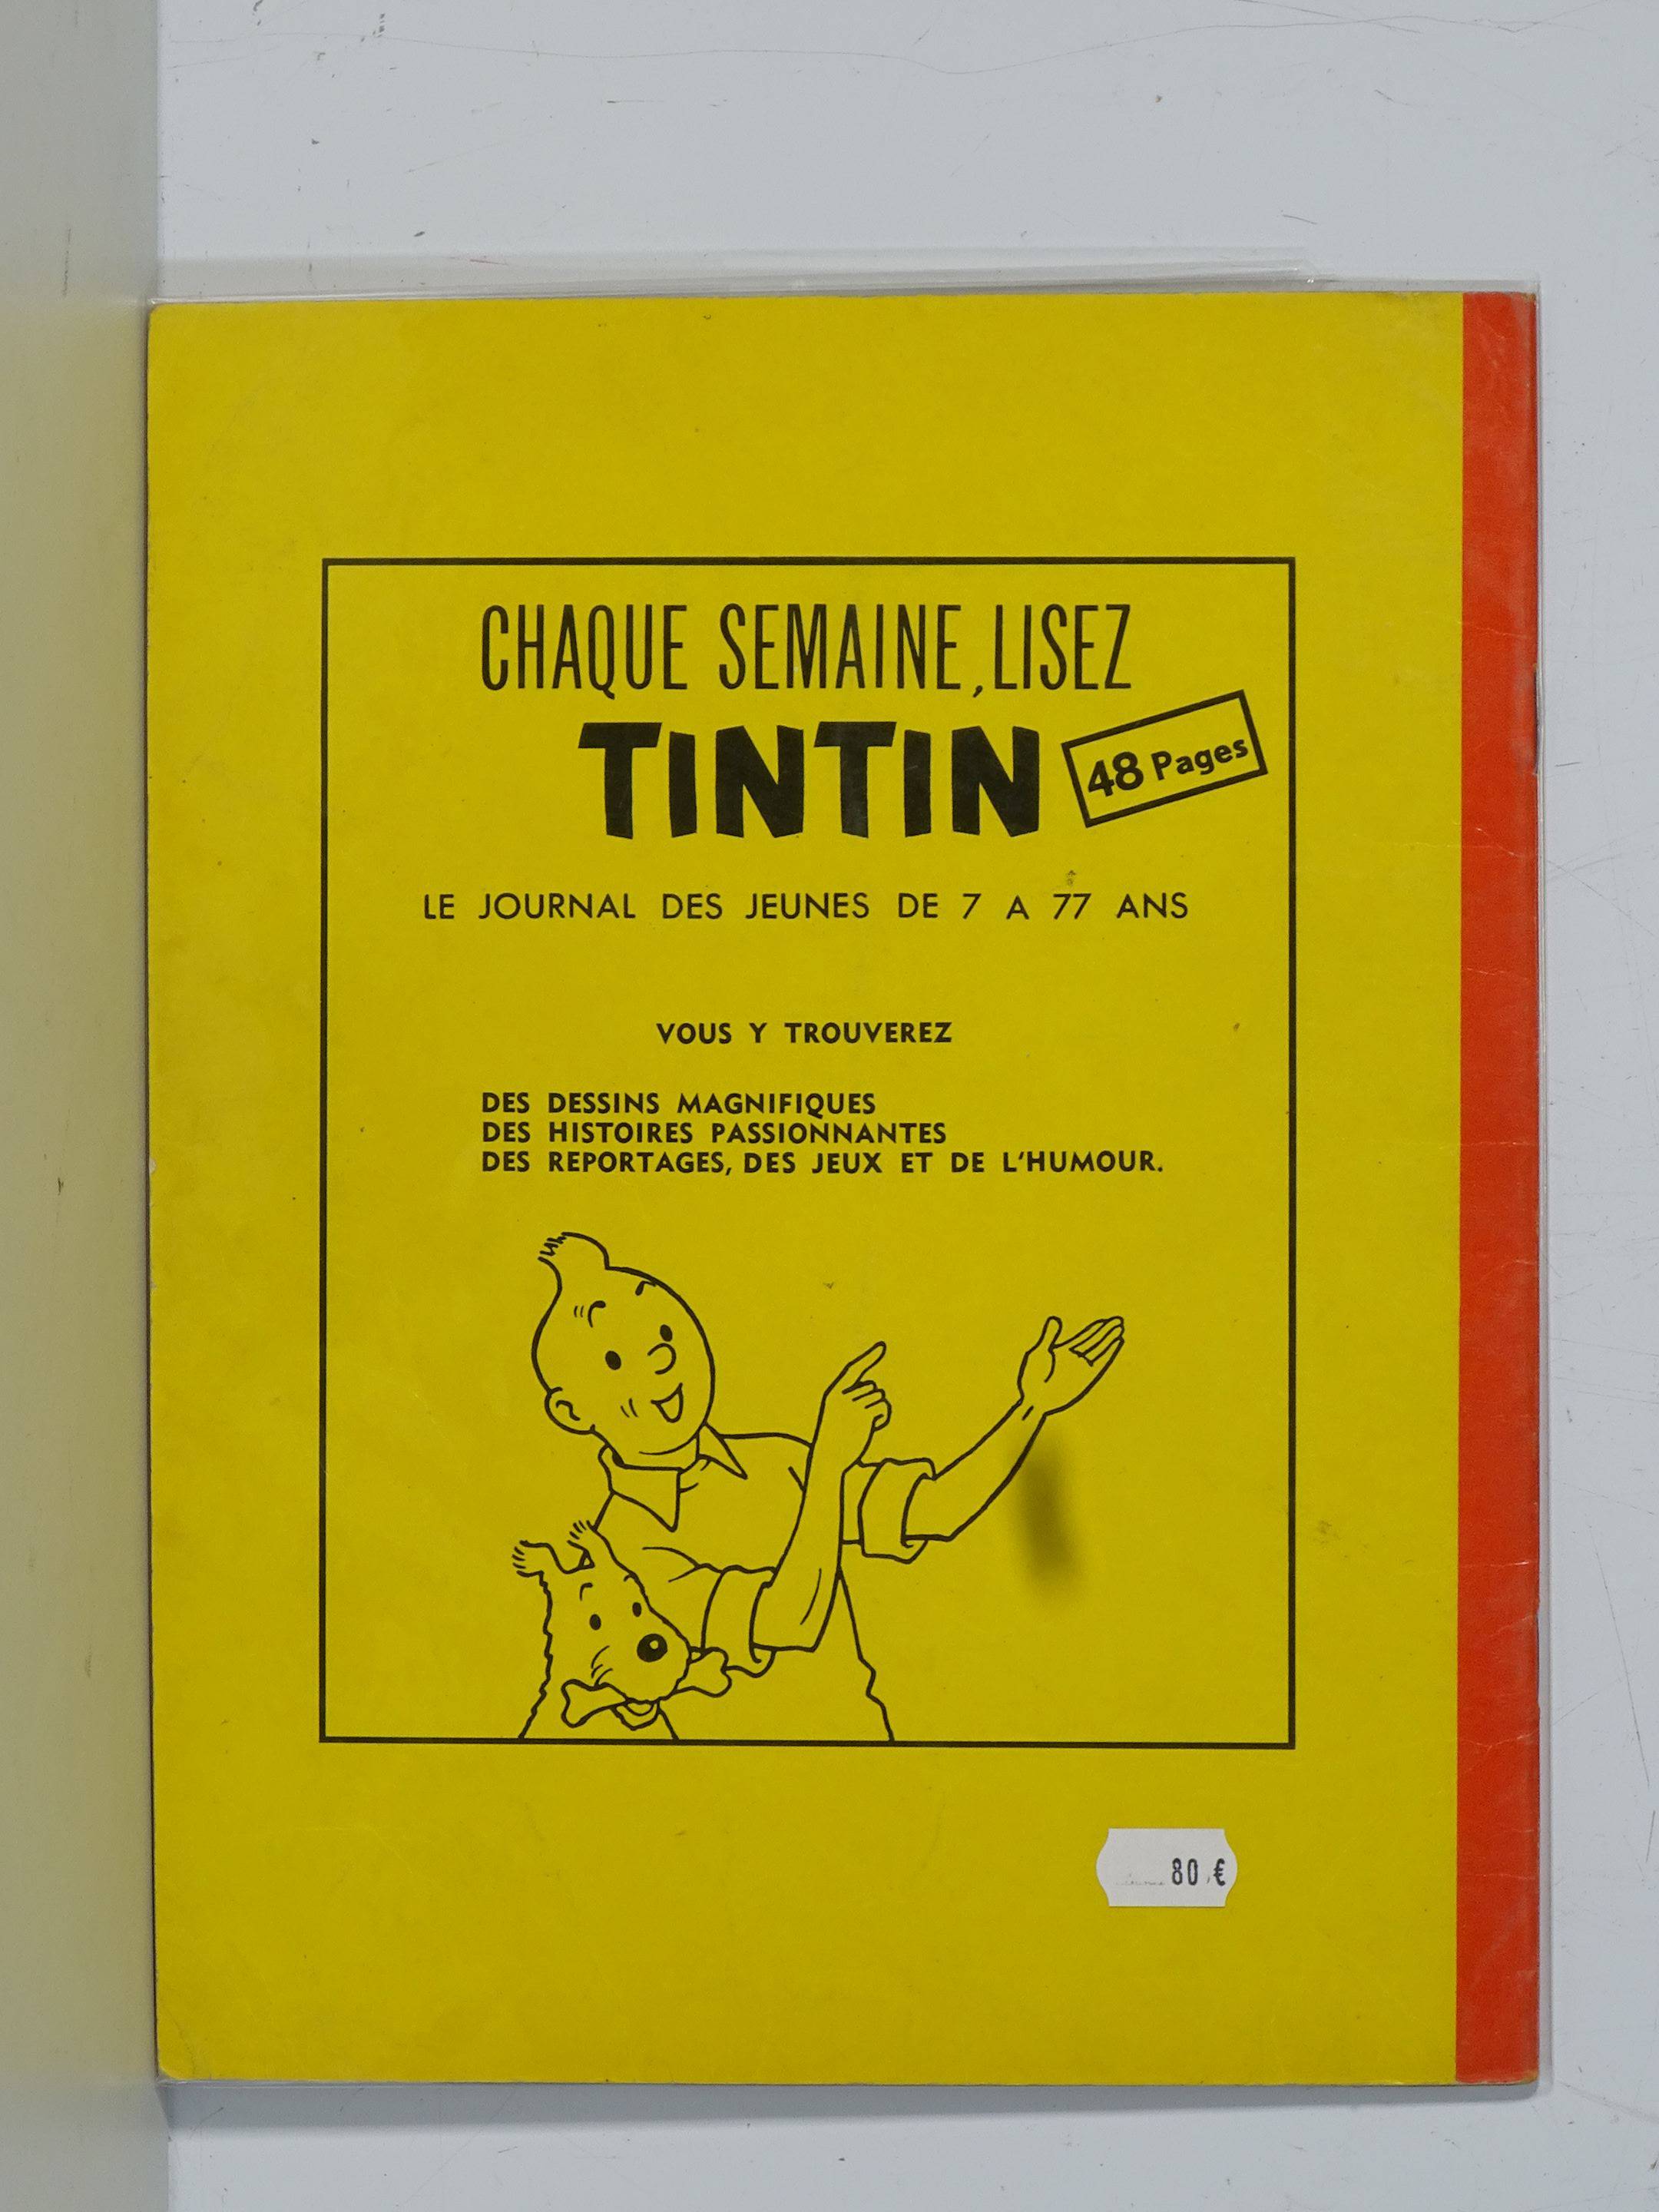 CHAQUE SEMAINE, LISEZ
TINTIN
48 Pages
LE JOURNAL DES JEUNES DE 7 A 77 ANS
VOUS Y TROUVEREZ
DES DESSINS MAGNIFIQUES
DES HISTOIRES PASSIONNANTES
DES REPORTAGES, DES JEUX ET DE L'HUMOUR.
80,€